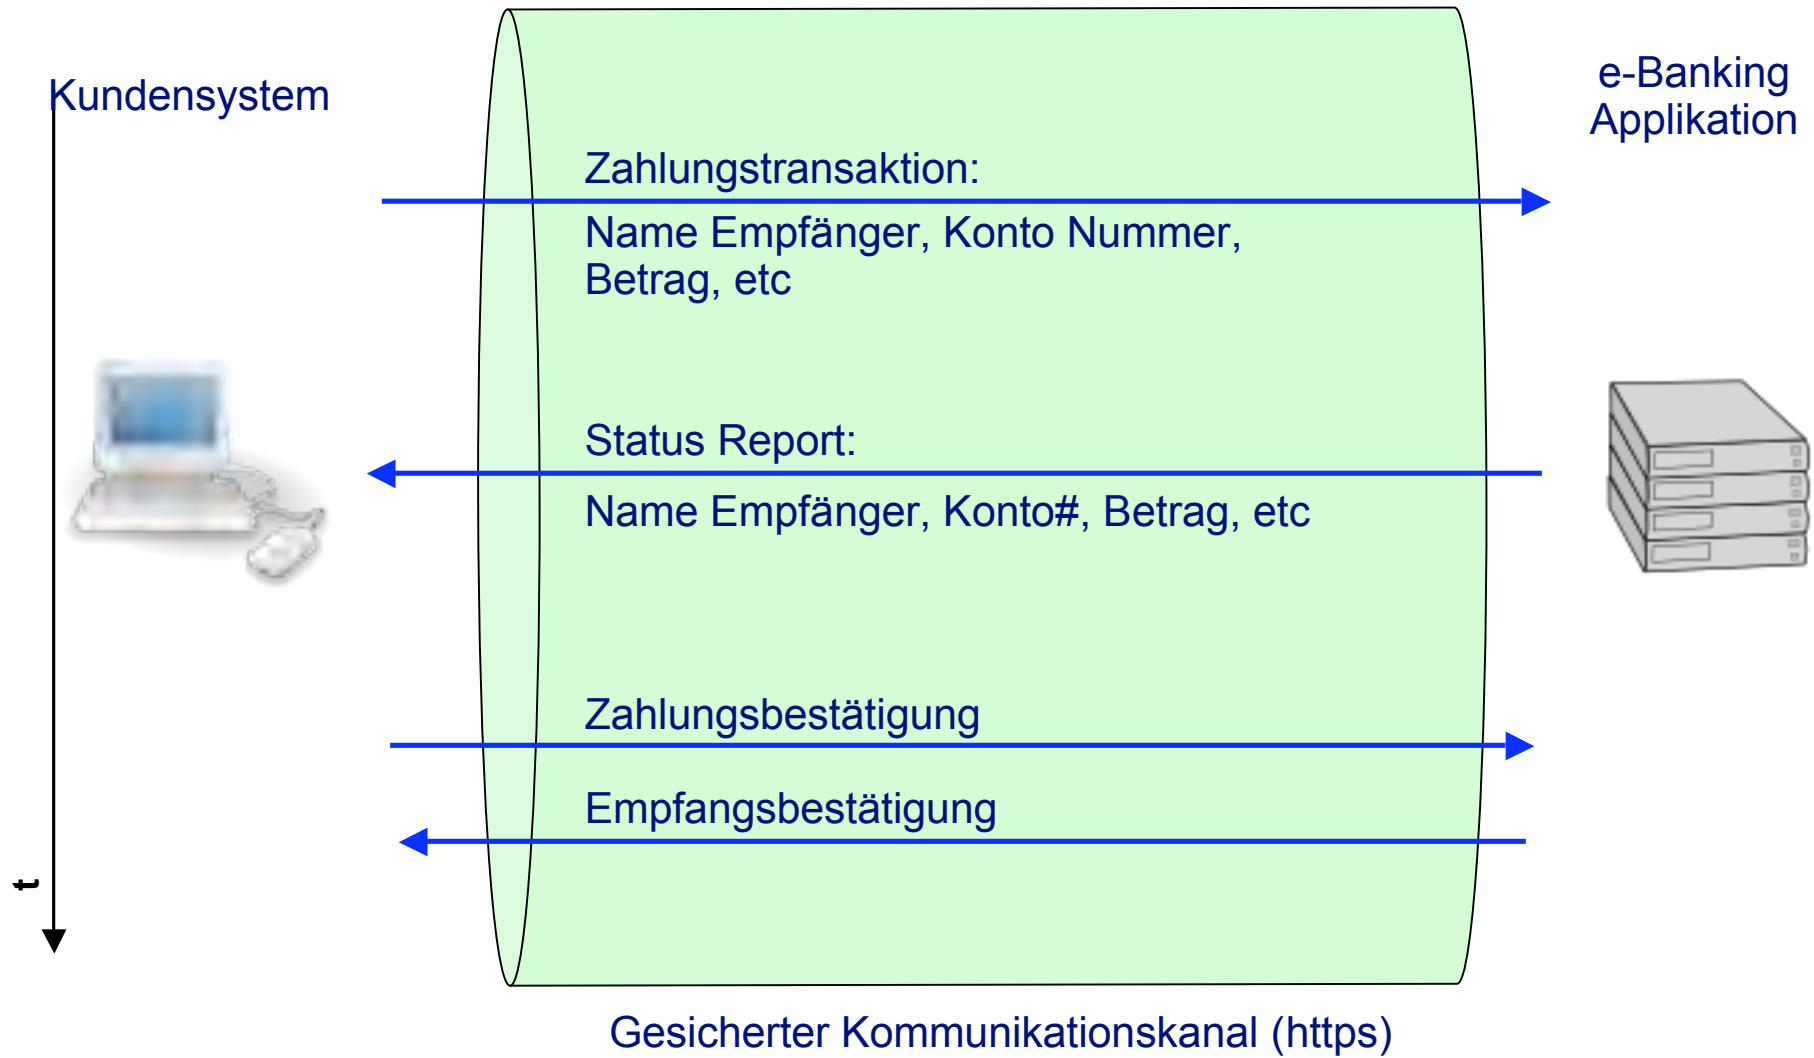 Kundensystem
e-Banking
Applikation
Zahlungstransaktion:
Name Empfänger, Konto Nummer,
Betrag, etc
Status Report:
Name Empfänger, Konto#, Betrag, etc
Zahlungsbestätigung
Empfangsbestätigung
t
Gesicherter Kommunikationskanal (https)